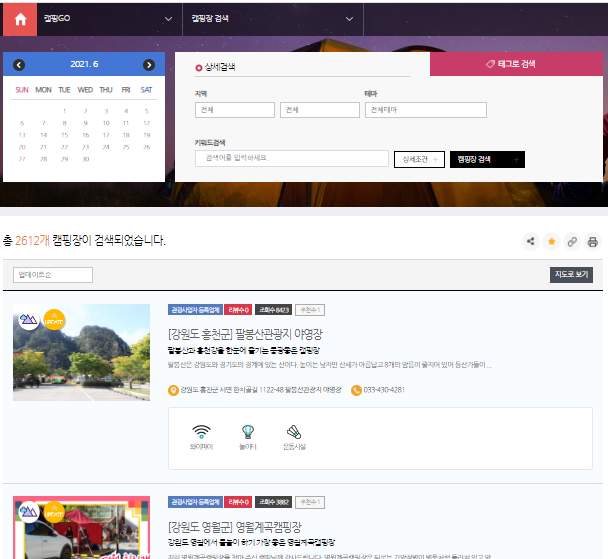 캠핑GO
캠핑장 검색
2021. 6
SUN MON TUE WED THU FRI SAT
1 2 3 4 5
6 7 8 9 10 11 12
13 14 15 16 17 18 19
20 21 22 23 24 25 26
27 28 29 30
상세검색
태그로 검색
지역 테마
전체 전체 전체테마
키워드검색
검색어를 입력하세요. 상세조건 + 캠핑장 검색 +
총 2612개 캠핑장이 검색되었습니다.
업데이트순 지도로 보기
UPDATE
관광사업자 등록업체 리뷰수 0 조회수 8423 추천수 1
[강원도 홍천군] 팔봉산관광지 야영장
팔봉산과 홍천강을 한눈에 즐기는 풍광좋은 캠핑장
팔봉산은 강원도와 경기도의 경계에 있는 산이다. 높이는 낮지만 산세가 아름답고 8개의 암봉이 줄지어 있어 등산가들이 ...
강원도 홍천군 서면 한치골길 1122-48 팔봉산관광지 야영장 033-430-4281
와이파이 놀이터 운동시설
UPDATE
관광사업자 등록업체 리뷰수 0 조회수 3882 추천수 1
[강원도 영월군] 영월계곡캠핑장
강원도 영월에서 물놀이 하기 가장 좋은 영월계곡캠핑장